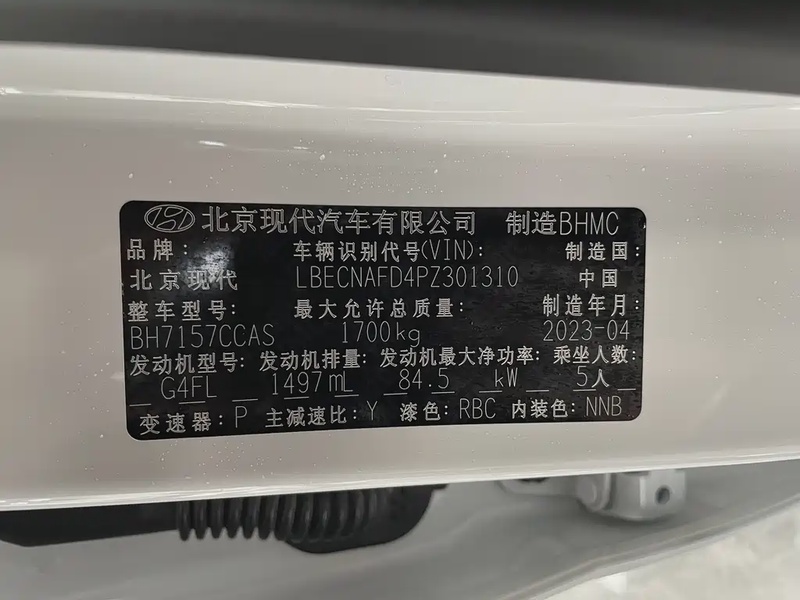 北京现代汽车有限公司 制造BHMC
品牌: 车辆识别代号(VIN): 制造国:
北京现代 LBECNAFD4PZ301310 中国
整车型号: 最大允许总质量: 制造年月:
BH7157CCAS 1700kg 2023-04
发动机型号: 发动机排量: 发动机最大净功率: 乘坐人数:
G4FL 1497mL 84.5 kW 5人
变速器: P 主减速比: Y 漆色: RBC 内装色: NNB